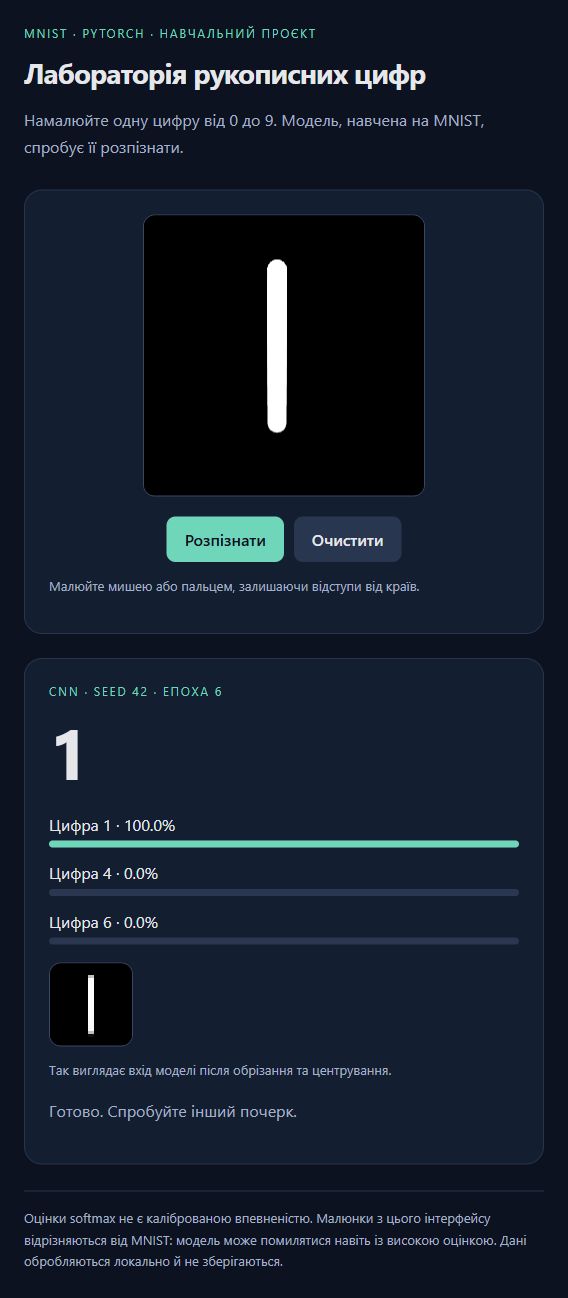 MNIST · PYTORCH · НАВЧАЛЬНИЙ ПРОЄКТ
Лабораторія рукописних цифр
Намалюйте одну цифру від 0 до 9. Модель, навчена на MNIST,
спробує її розпізнати.
Розпізнати Очистити
Малюйте мишею або пальцем, залишаючи відступи від країв.
CNN · SEED 42 · ЕПОХА 6
1
Цифра 1 · 100.0%
Цифра 4 · 0.0%
Цифра 6 · 0.0%
Так виглядає вхід моделі після обрізання та центрування.
Готово. Спробуйте інший почерк.
Оцінки softmax не є каліброваною впевненістю. Малюнки з цього інтерфейсу
відрізняються від MNIST: модель може помилятися навіть із високою оцінкою. Дані
обробляються локально й не зберігаються.